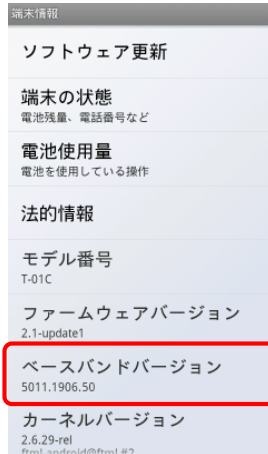 端末情報
ソフトウェア更新
端末の状態
電池残量、電話番号など
電池使用量
電池を使用している操作
法的情報
モデル番号
T-01C
ファームウェアバージョン
2.1-update1
ベースバンドバージョン
5011.1906.50
カーネルバージョン
2.6.29-rel